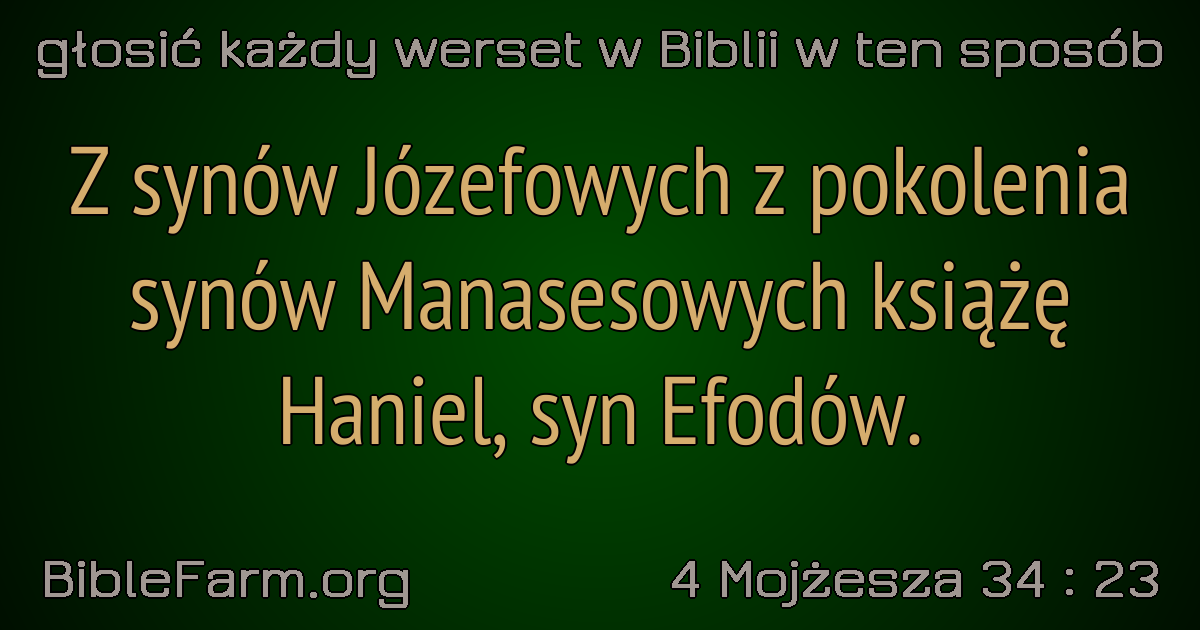 głosić każdy werset w Biblii w ten sposób
Z synów Józefowych z pokolenia
synów Manasesowych książę
Haniel, syn Efodów.
BibleFarm.org
4 Mojżesza 34 : 23